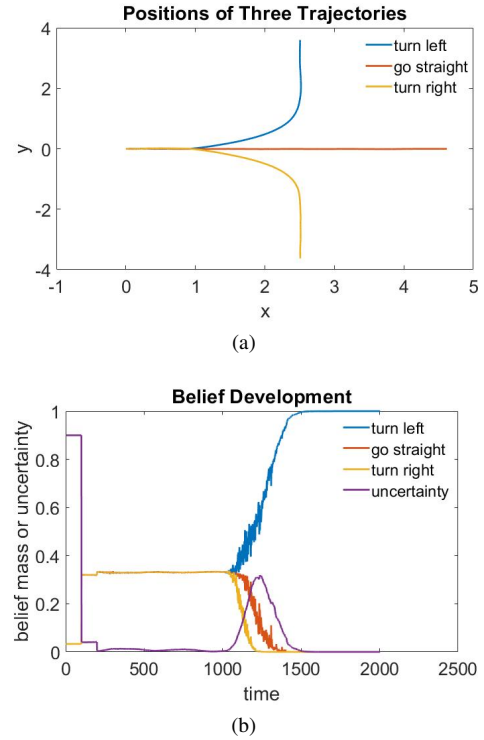 Positions of Three Trajectories
4
2
0
-2
-4
y
turn left
go straight
turn right
-1
0
1
2
3
4
5
x
(a)
Belief Development
1
0.8
0.6
0.4
0.2
0
belief mass or uncertainty
turn left
go straight
turn right
uncertainty
0
500
1000
1500
2000
2500
time
(b)